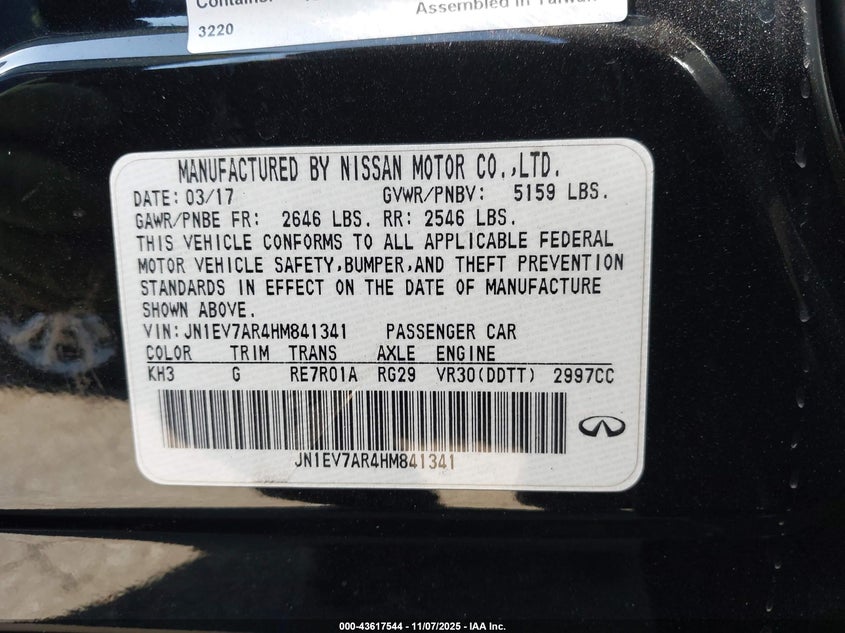 Assembled in Taiwan
3220
MANUFACTURED BY NISSAN MOTOR CO.,LTD.
DATE: 03/17 GVWR/PNBV: 5159 LBS.
GAWR/PNBE FR: 2646 LBS. RR: 2546 LBS.
THIS VEHICLE CONFORMS TO ALL APPLICABLE FEDERAL
MOTOR VEHICLE SAFETY,BUMPER,AND THEFT PREVENTION
STANDARDS IN EFFECT ON THE DATE OF MANUFACTURE
SHOWN ABOVE.
VIN:JN1EV7AR4HM841341 PASSENGER CAR
COLOR TRIM TRANS AXLE ENGINE
KH3 G RE7R01A RG29 VR30(DDTT) 2997CC
JN1EV7AR4HM841341
000-43617544 - 11/07/2025 - IAA Inc.